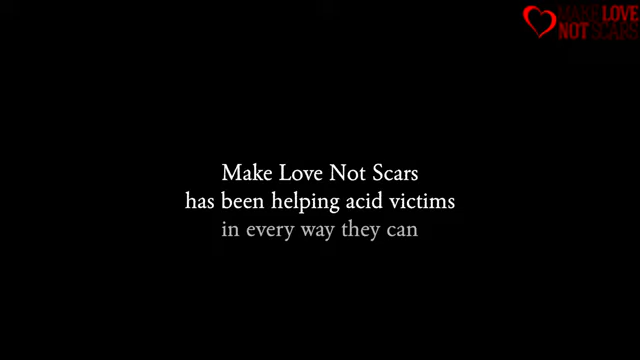 MAKE LOVE
NOT SCARS
Make Love Not Scars
has been helping acid victims
in every way they can